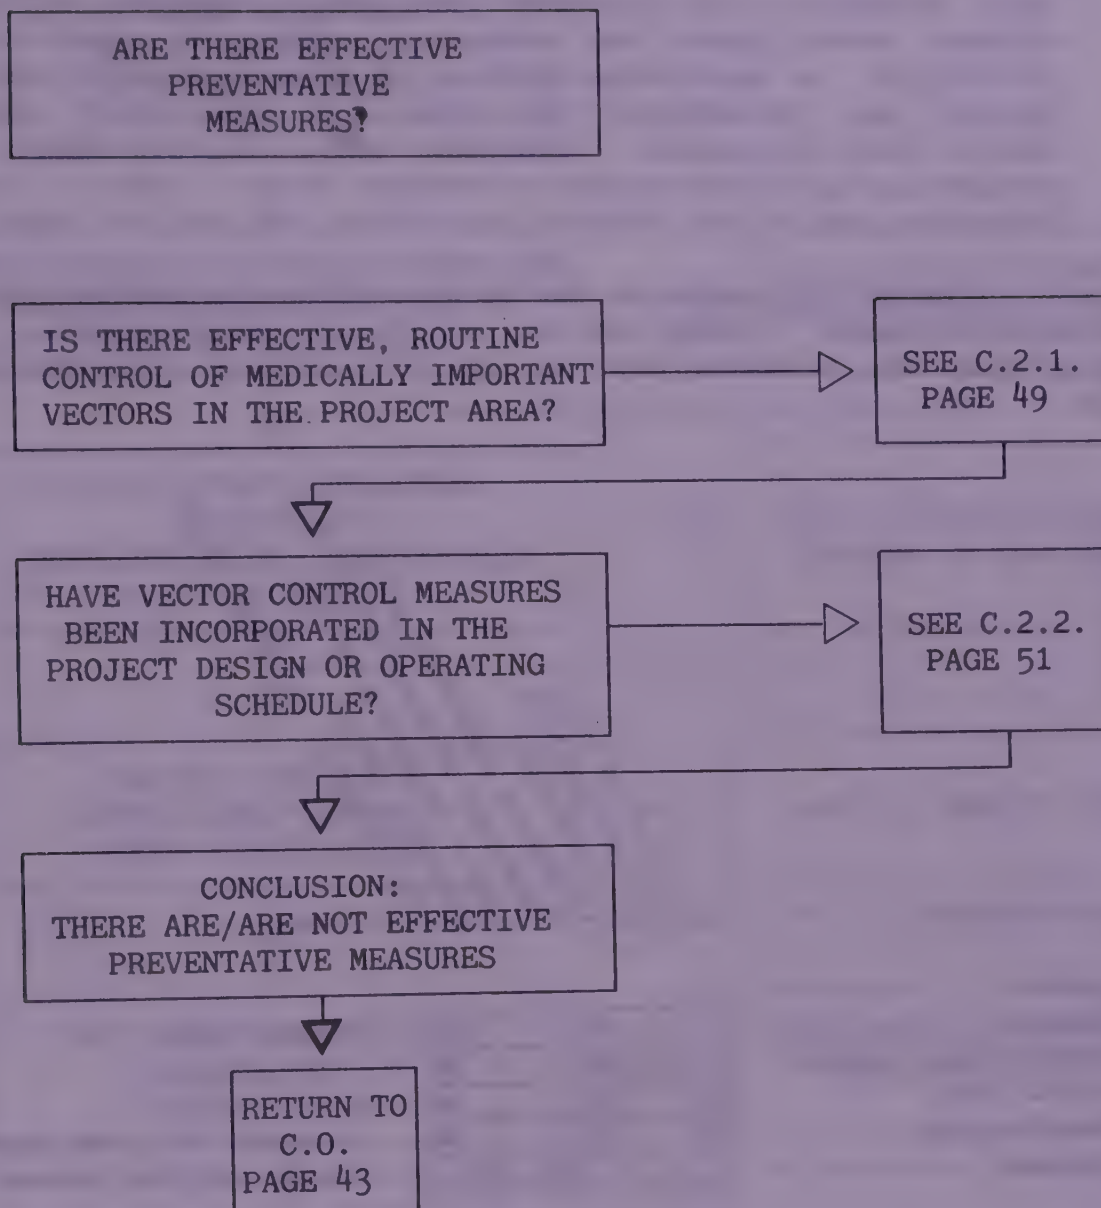 ARE THERE EFFECTIVE
PREVENTATIVE
MEASURES?
IS THERE EFFECTIVE, ROUTINE
CONTROL OF MEDICALLY IMPORTANT
VECTORS IN THE PROJECT AREA?
SEE C.2.1.
PAGE 49
HAVE VECTOR CONTROL MEASURES
BEEN INCORPORATED IN THE
PROJECT DESIGN OR OPERATING
SCHEDULE?
SEE C.2.2.
PAGE 51
CONCLUSION:
THERE ARE/ARE NOT EFFECTIVE
PREVENTATIVE MEASURES
RETURN TO
C.O.
PAGE 43